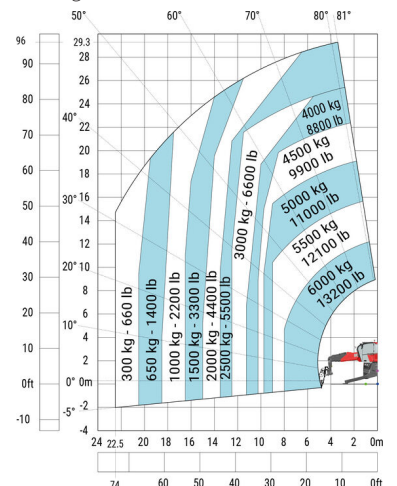 50°
60°
70°
80°
81°
96
29.3
90
28
26
80
24
4000 kg
8800 lb
70
22
40°
4500 kg
9900 lb
20
60
18
3000 kg - 6600 lb
5000 kg
11000 lb
30°
16
50
14
5500 kg
12100 lb
40
12
10
20°
6000 kg
13200 lb
30
8
300 kg - 660 lb
650 kg - 1400 lb
1000 kg - 2200 lb
1500 kg - 3300 lb
2000 kg - 4400 lb
2500 kg - 5500 lb
20
6
10°
4
10
2
0ft
0°
0m
-2
-5°
-10
-4
24 22.5 20 18 16 14 12 10 8 6 4 2 0m
74 60 50 40 30 20 10 0ft